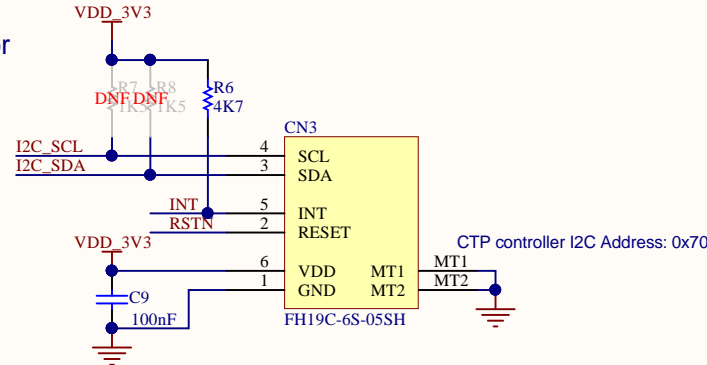 VDD_3V3
or
R7
R8
R6
DNF
DNF
1K5
1K5
4K7
CN3
I2C_SCL
4
SCL
I2C_SDA
3
SDA
INT
5
INT
RSTN
2
RESET
CTP controller I2C Address: 0x70
VDD_3V3
6
VDD
MT1
MT1
1
GND
MT2
MT2
C9
100nF
FH19C-6S-05SH